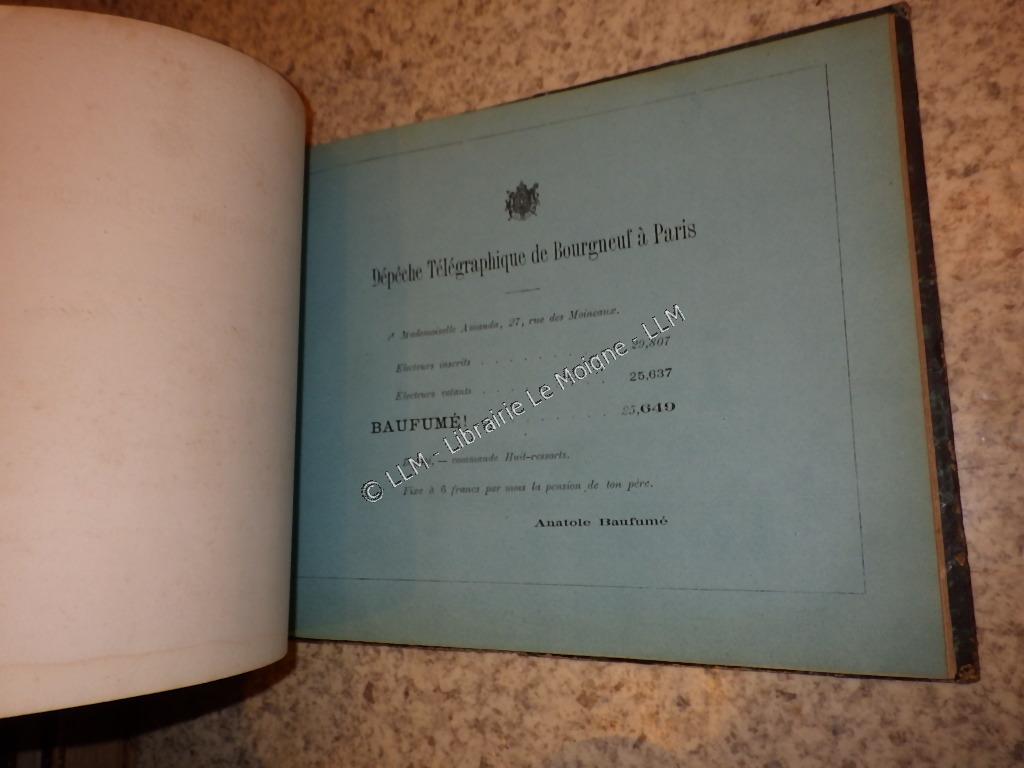 Dépêche Télégraphique de Bourgneuf à Paris
Mademoiselle Amanda, 27, rue des Moineaux.
Electeurs inscrits . . . . . . . ,807
Electeurs votants . . . . . . . 25,637
BAUFUMÉ! . . . . . . . 25,649
— commande Huit-ressorts.
Fixe à 6 francs par mois la pension de ton père.
Anatole Baufumé
© LLM. - Librairie Le Moigne - LLM